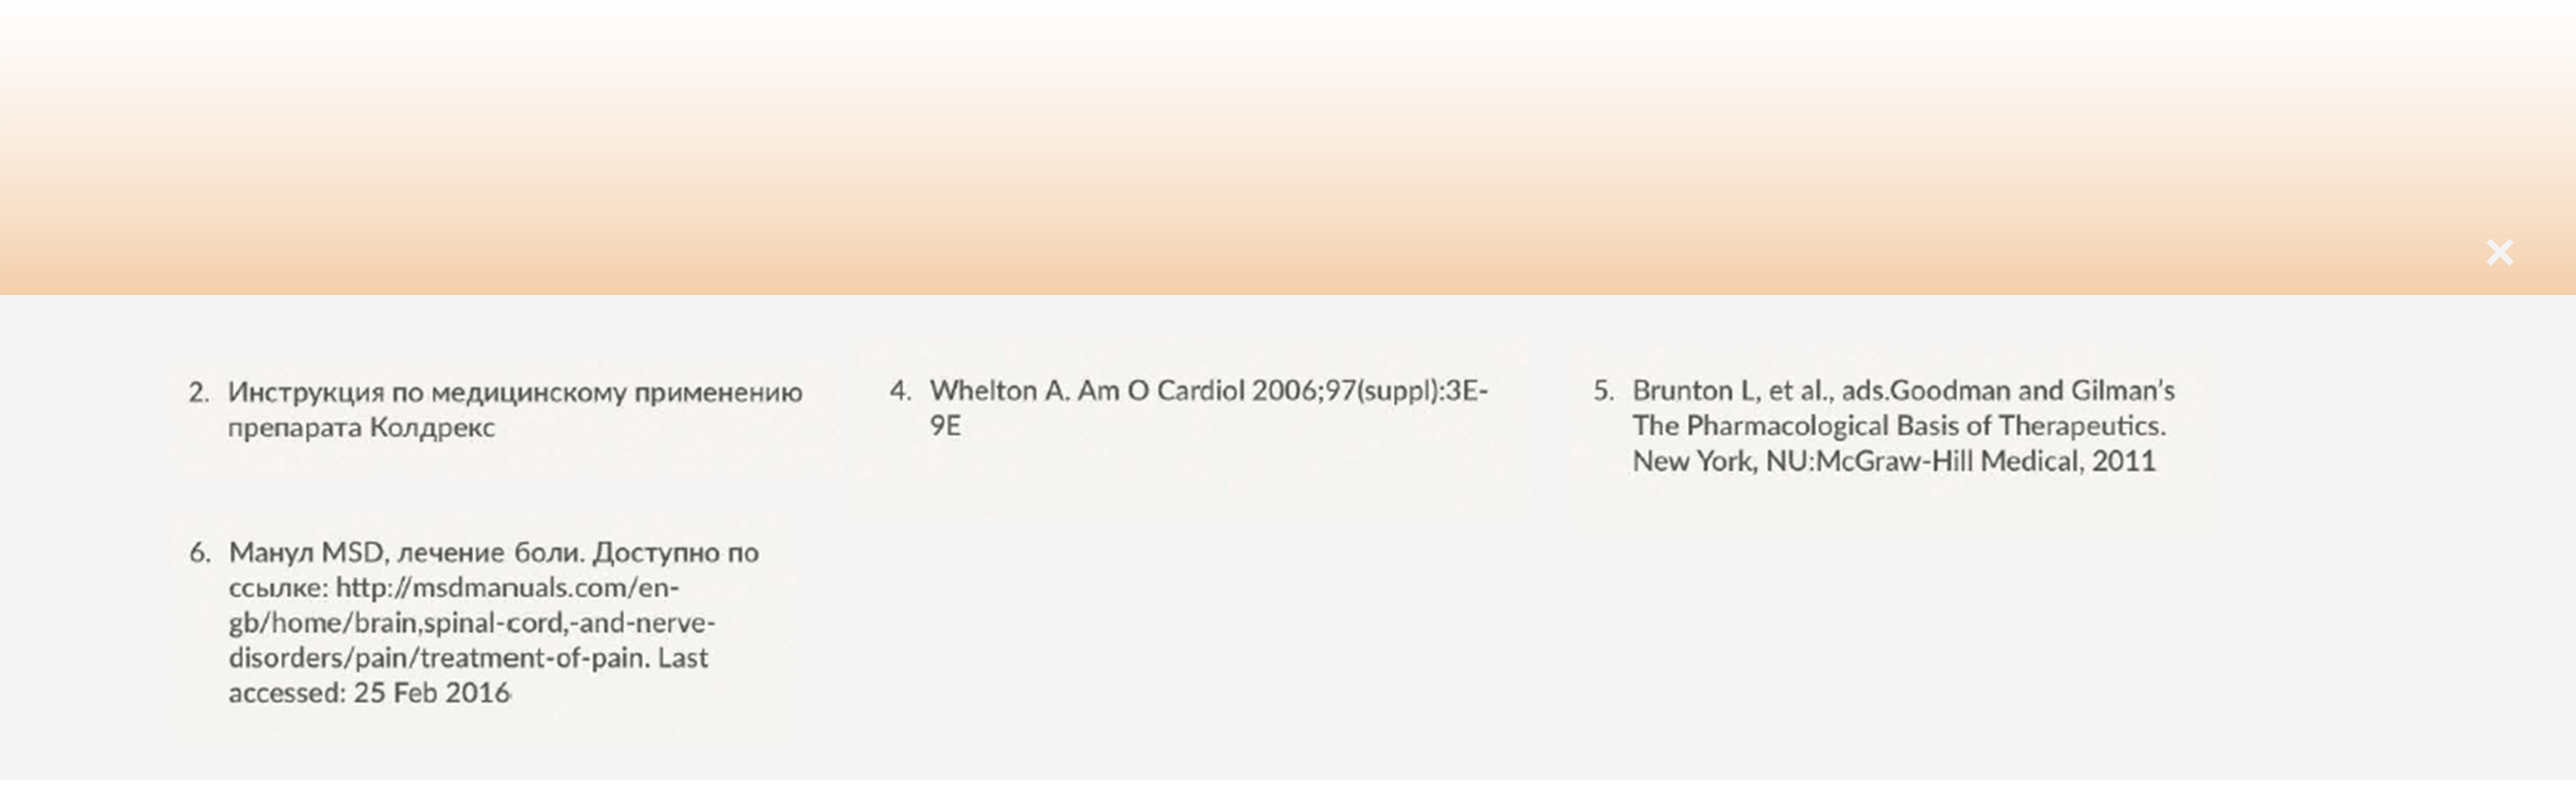 2. Инструкция по медицинскому применению
препарата Колдрекс
4. Whelton A. Am O Cardiol 2006;97(suppl):3E-
9E
5. Brunton L, et al., ads.Goodman and Gilman's
The Pharmacological Basis of Therapeutics.
New York, NU:McGraw-Hill Medical, 2011
6. Манул MSD, лечение боли. Доступно по
ссылке: http://msdmanuals.com/en-
gb/home/brain,spinal-cord,-and-nerve-
disorders/pain/treatment-of-pain. Last
accessed: 25 Feb 2016